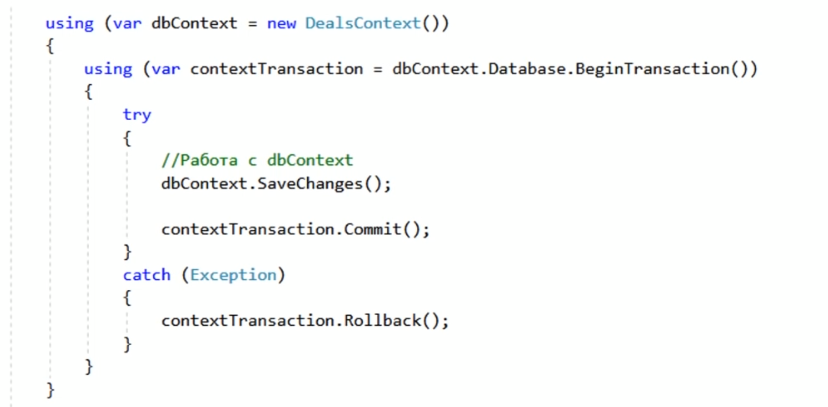 using (var dbContext = new DealsContext())
{
using (var contextTransaction = dbContext.Database.BeginTransaction())
{
try
{
//Работа с dbContext
dbContext.SaveChanges();
contextTransaction.Commit();
}
catch (Exception)
{
contextTransaction.Rollback();
}
}
}